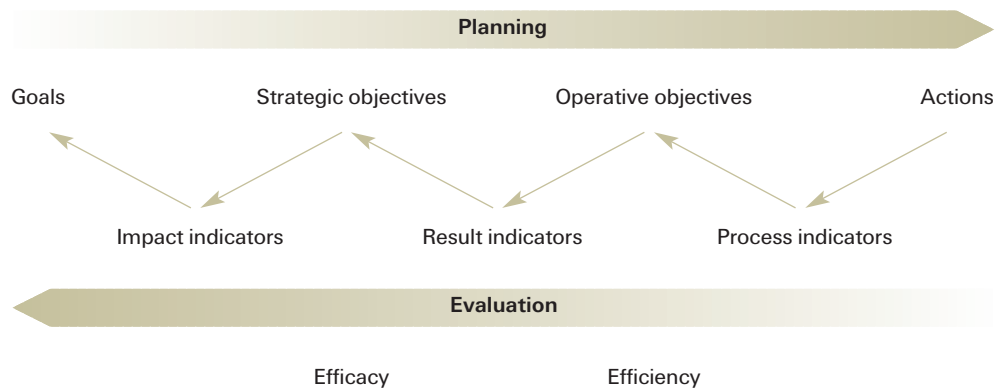 Planning
Goals Strategic objectives Operative objectives Actions
Impact indicators Result indicators Process indicators
Evaluation
Efficacy Efficiency